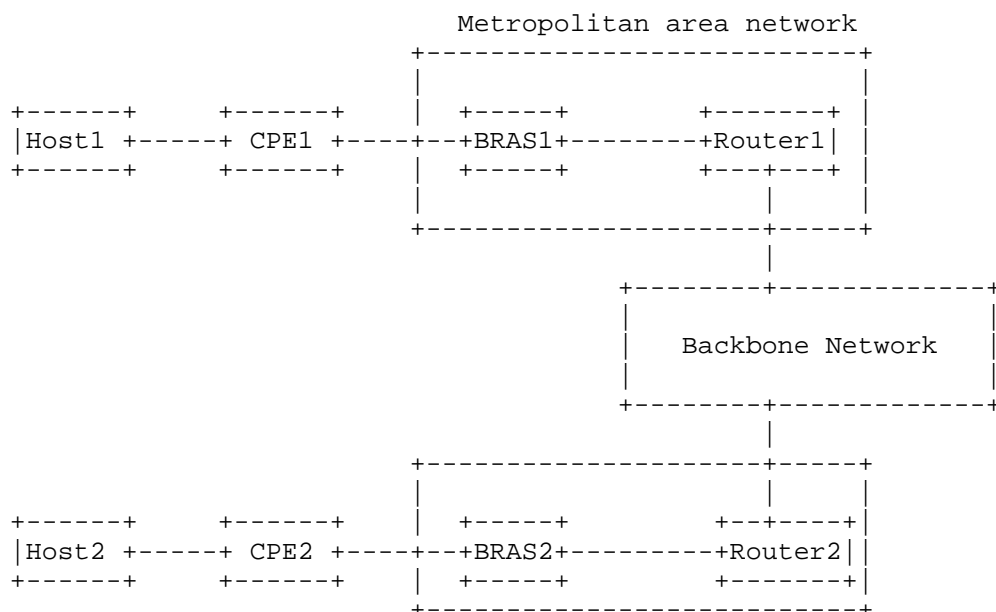 Metropolitan area network
Host1 CPE1 BRAS1 Router1
Backbone Network
Host2 CPE2 BRAS2 Router2